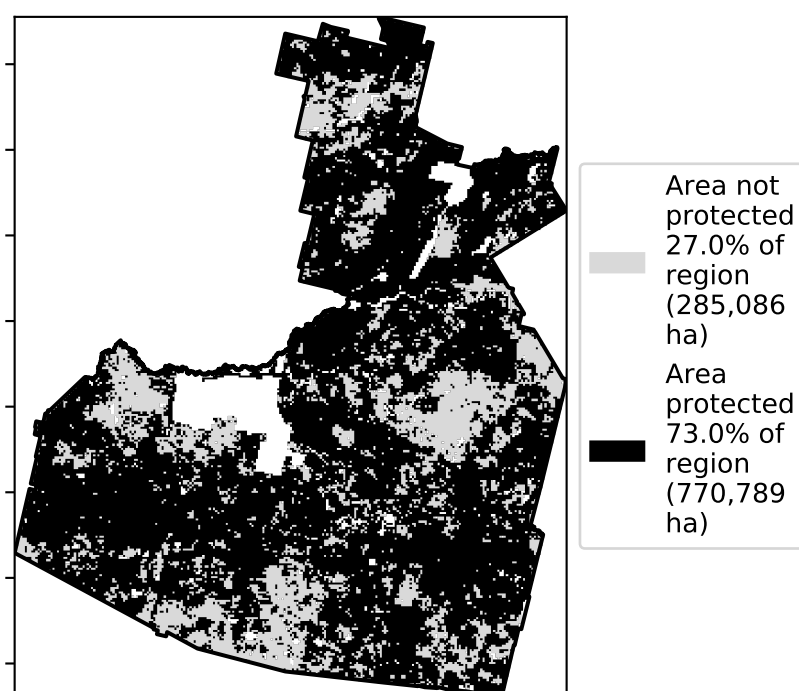 Area not
protected
27.0% of
region
(285,086
ha)
Area
protected
73.0% of
region
(770,789
ha)